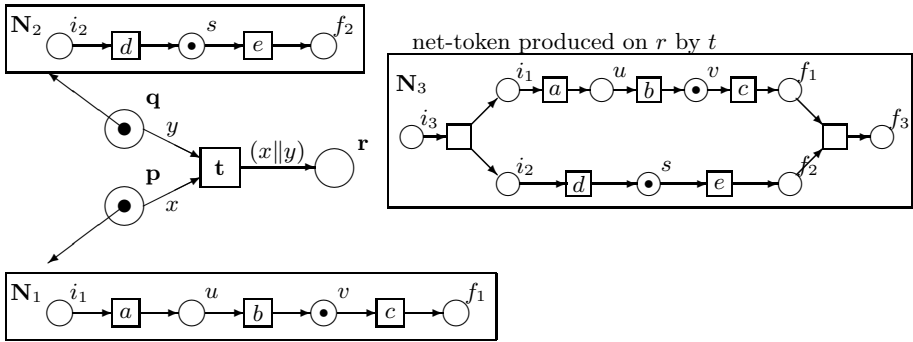 N₂ i₂ d s e f₂
net-token produced on r by t
N₃ i₁ a u b v c f₁
i₃ f₃
i₂ d s e f₂
q
y
t (x∥y) r
p
x
N₁ i₁ a u b v c f₁